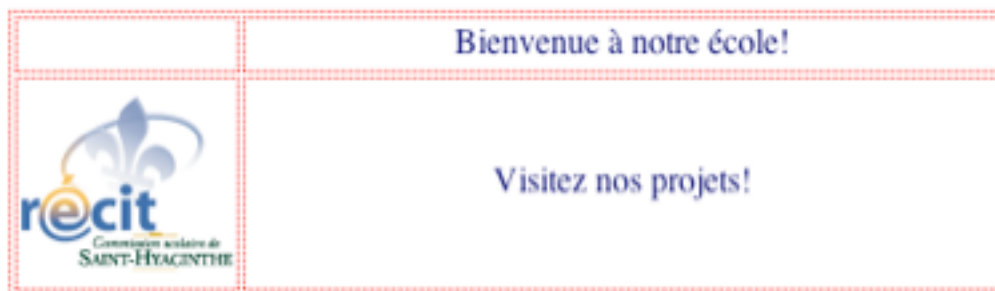 Bienvenue à notre école!
Visitez nos projets!
récit
Commission scolaire de
SAINT-HYACINTHE